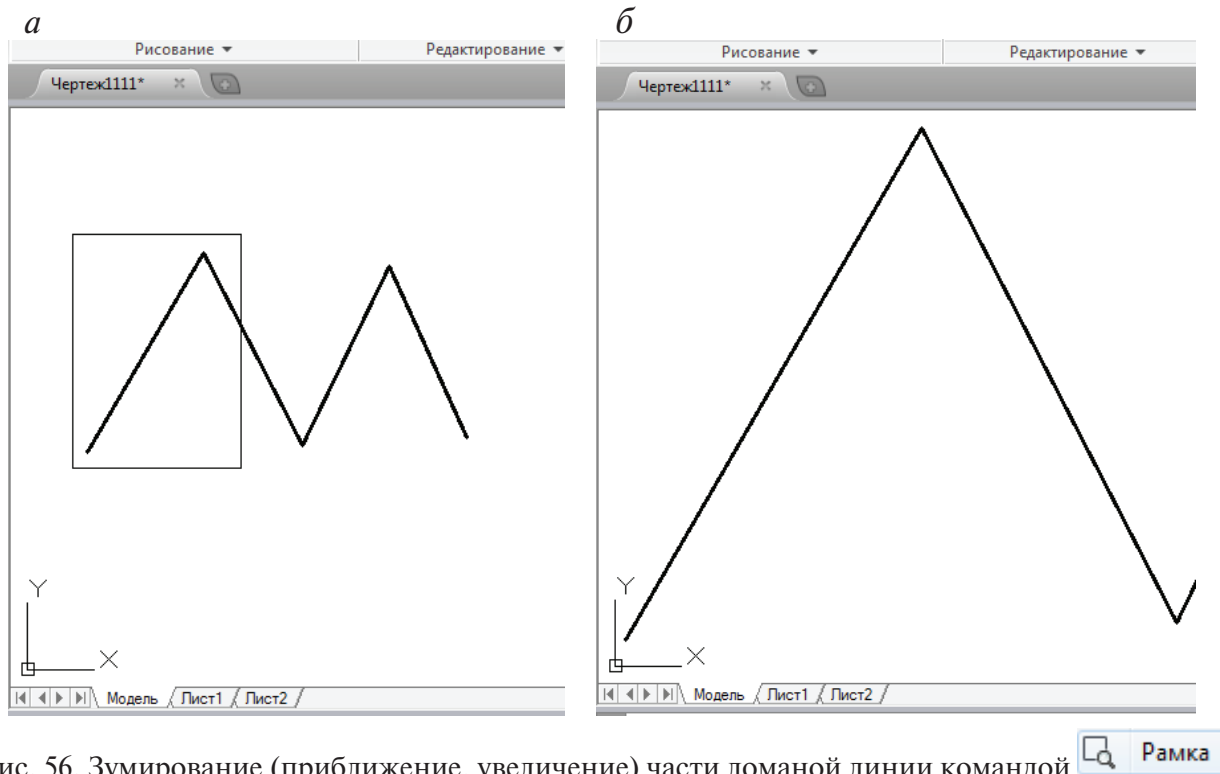 а
Рисование
Редактирование
Чертеж1111*
Y
X
Модель
Лист1
Лист2
б
Рисование
Редактирование
Чертеж1111*
Y
X
Модель
Лист1
Лист2
56 Зумирование (приближение увеличение) части ломаной линии командой Рамка